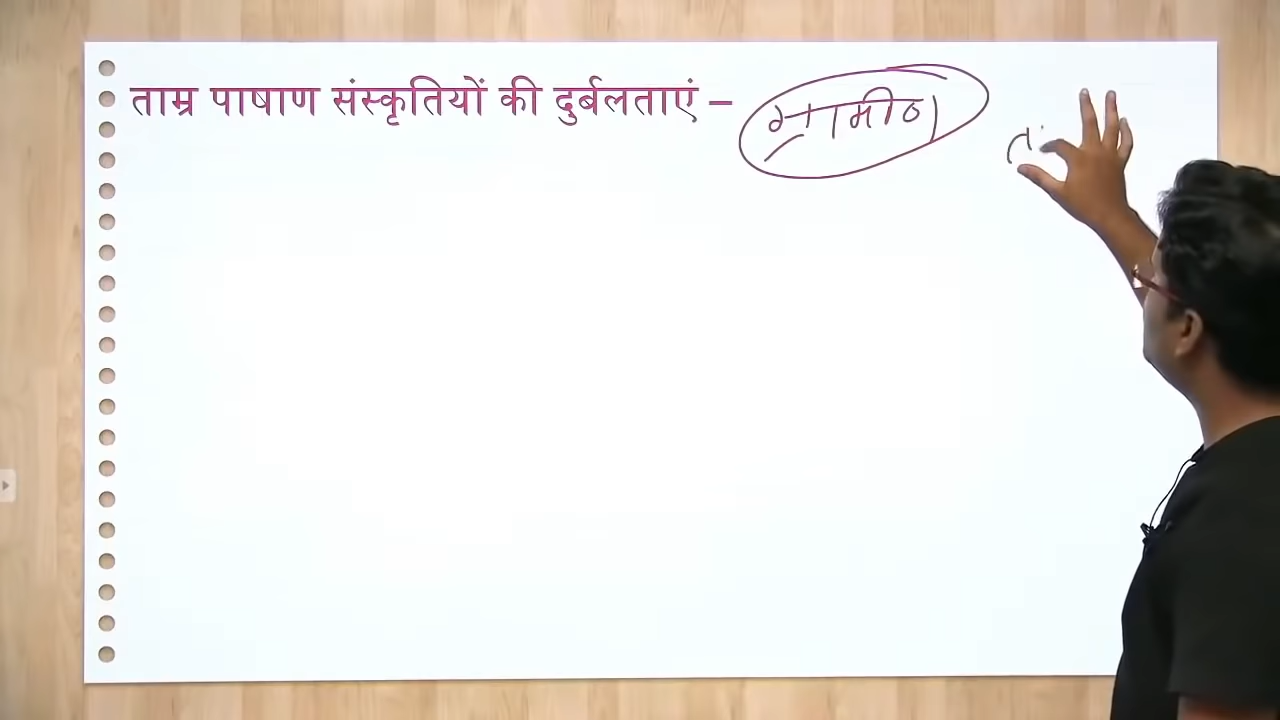 ताम्र पाषाण संस्कृतियों की दुर्बलताएं – ग्रामीण